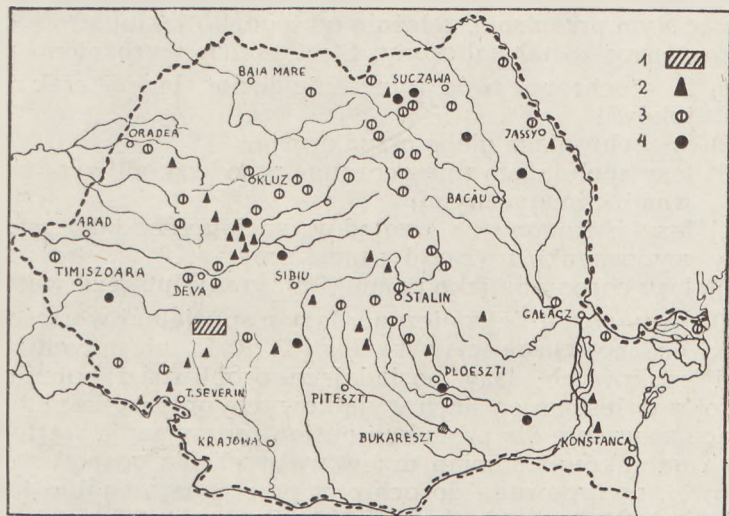 BAIA MARE
SUCZAWA
ORADEA
JASSY
KLUZ
BACĂU
ARAD
TIMISZOARA
SIBIU
DEVA
STALIN
GAŁACZ
PLOESZTI
T.SEVERIN
PITESZTI
BUKARESZT
KRAJOWA
KONSTANCA
1
2
3
4